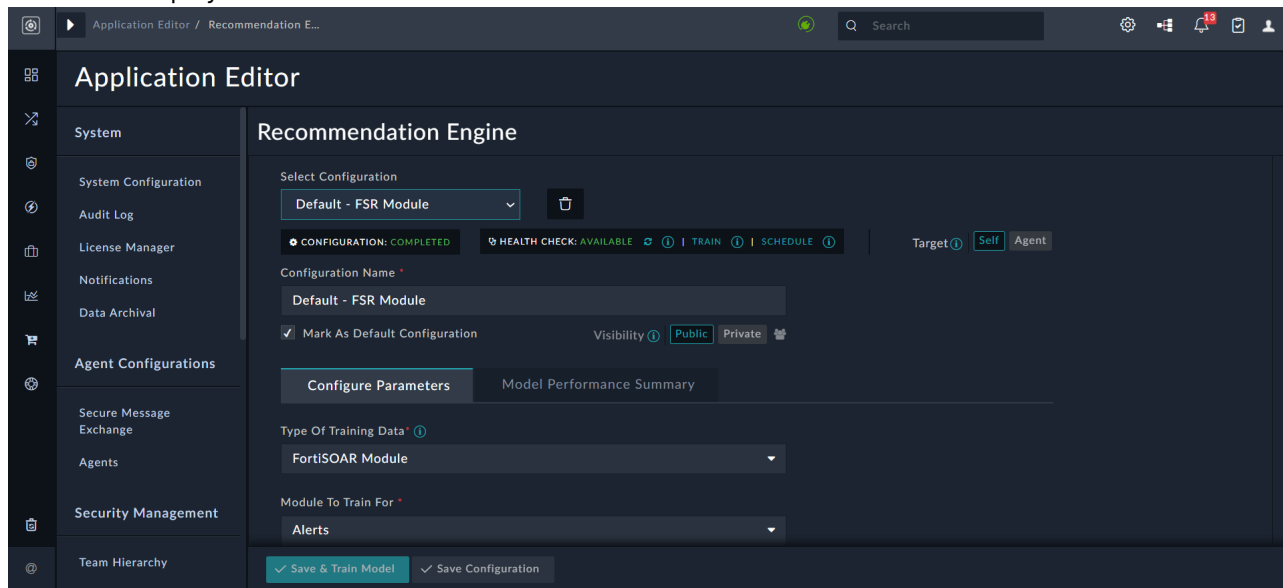 Application Editor / Recommendation E...
Search
13
Application Editor
System
System Configuration
Audit Log
License Manager
Notifications
Data Archival
Agent Configurations
Secure Message
Exchange
Agents
Security Management
Team Hierarchy
@
Recommendation Engine
Select Configuration
Default - FSR Module
CONFIGURATION: COMPLETED
HEALTH CHECK: AVAILABLE | TRAIN | SCHEDULE
Target Self Agent
Configuration Name *
Default - FSR Module
Mark As Default Configuration
Visibility Public Private
Configure Parameters
Model Performance Summary
Type Of Training Data*
FortiSOAR Module
Module To Train For *
Alerts
Save & Train Model
Save Configuration